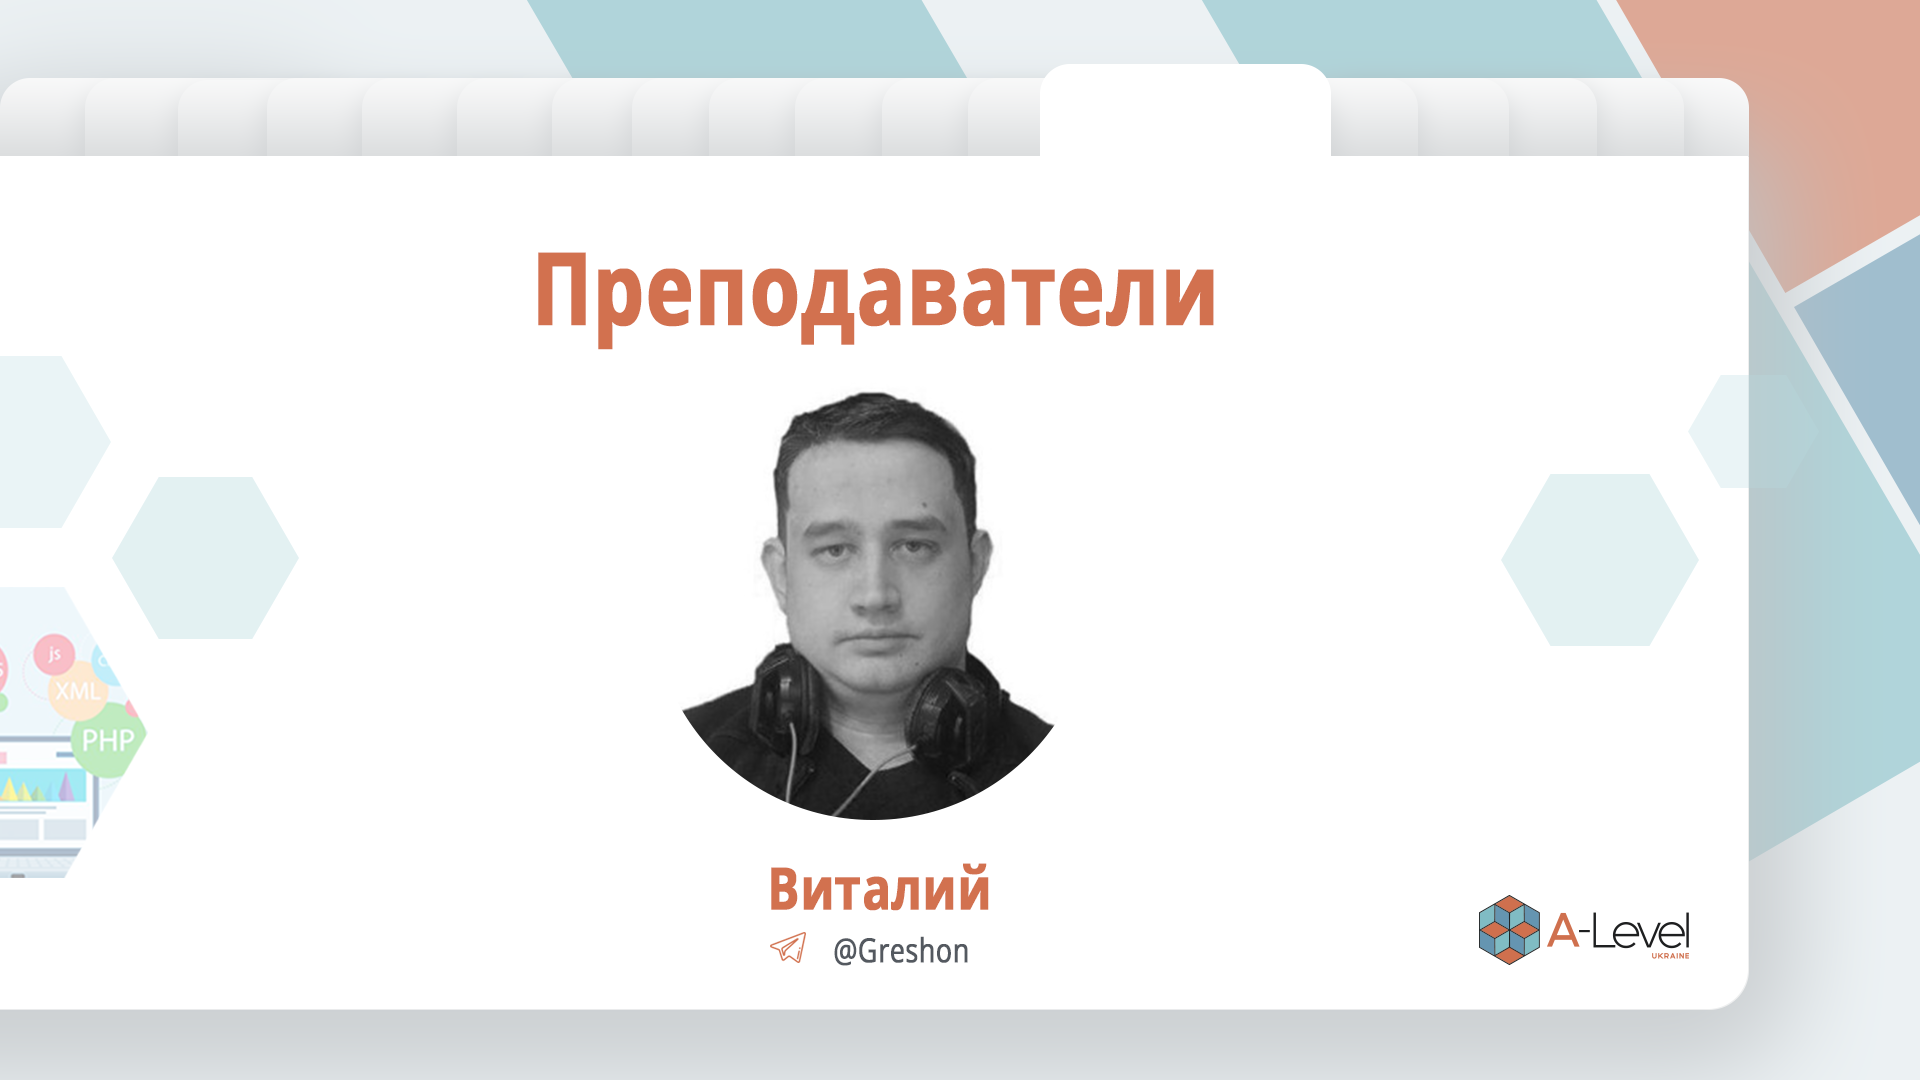 Преподаватели
js
XML
PHP
Виталий
@Greshon
A-Level
UKRAINE